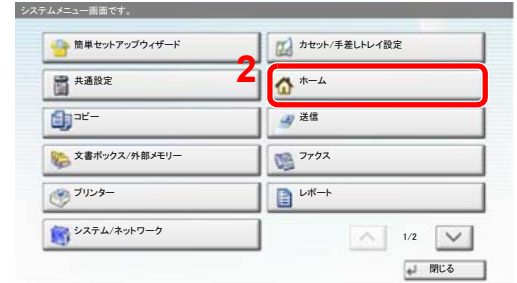 システムメニュー画面です。
簡単セットアップウィザード
カセット/手差しトレイ設定
共通設定
2
ホーム
コピー
送信
文書ボックス/外部メモリー
ファクス
プリンター
レポート
システム/ネットワーク
1/2
閉じる